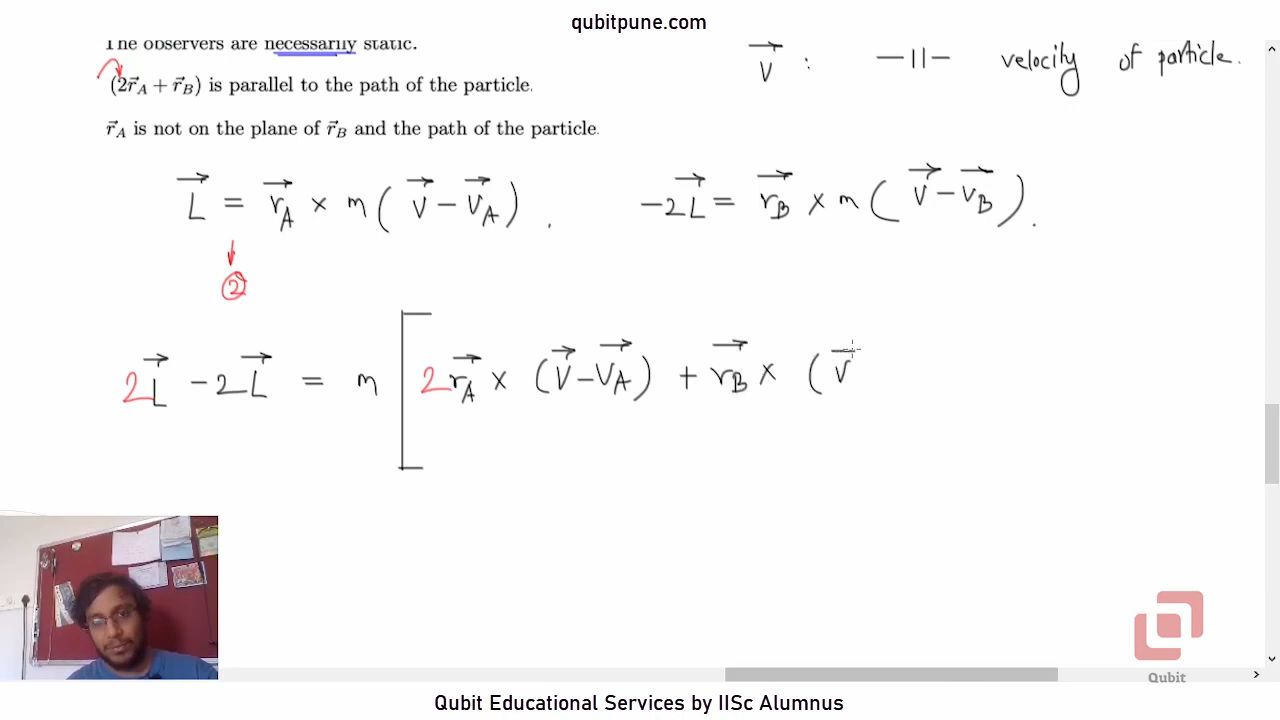 qubitpune.com
The observers are necessarily static.
(2r⃗_A + r⃗_B) is parallel to the path of the particle.
r⃗_A is not on the plane of r⃗_B and the path of the particle.
v⃗ : —||— velocity of particle.
L⃗ = r⃗_A × m(v⃗ − v⃗_A) .
−2L⃗ = r⃗_B × m(v⃗ − v⃗_B) .
↓
②
2L⃗ − 2L⃗ = m [ 2r⃗_A × (v⃗ − v⃗_A) + r⃗_B × (v⃗
Qubit
Qubit Educational Services by IISc Alumnus